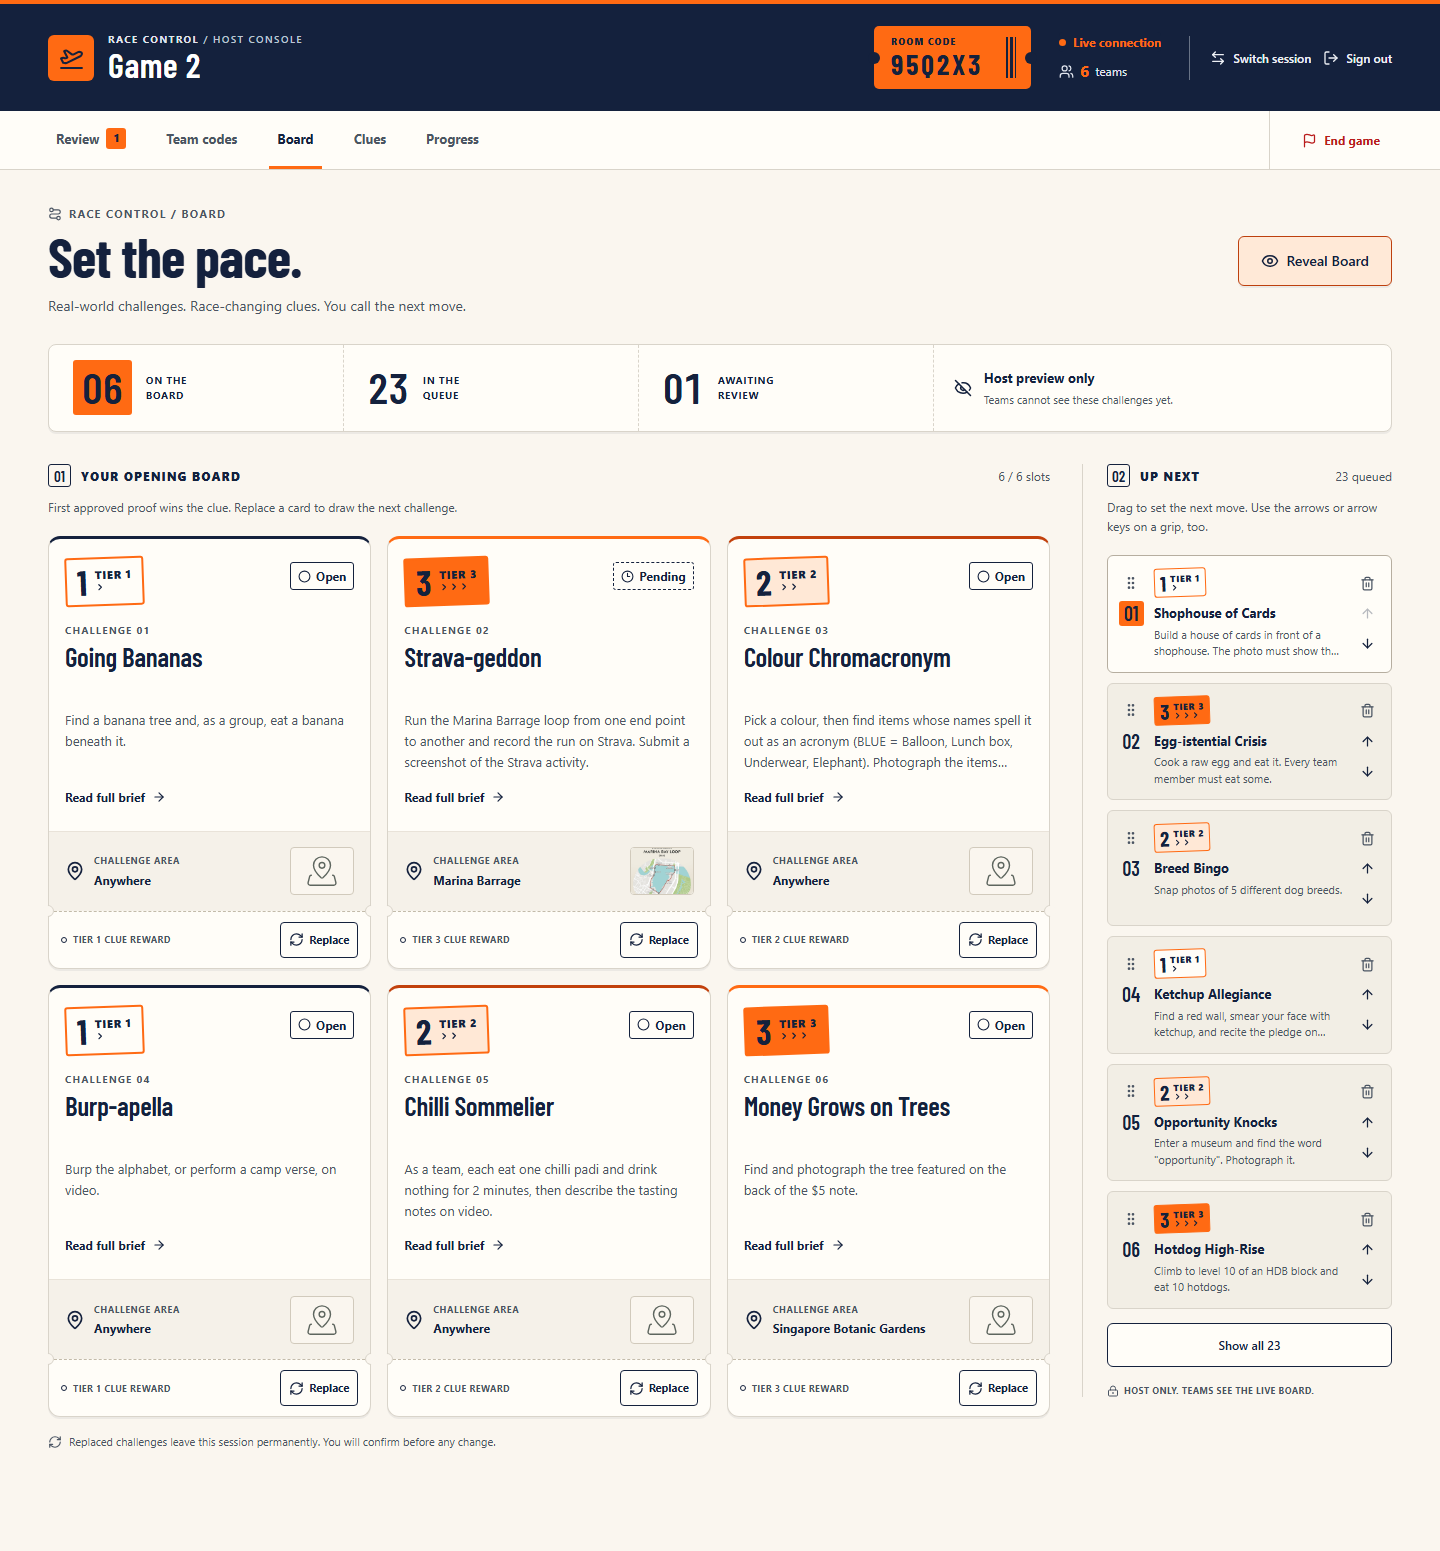 RACE CONTROL / HOST CONSOLE
Game 2
ROOM CODE
95Q2X3
Live connection
6 teams
Switch session
Sign out
Review 1
Team codes
Board
Clues
Progress
End game
RACE CONTROL / BOARD
Set the pace.
Real-world challenges. Race-changing clues. You call the next move.
Reveal Board
06 ON THE BOARD
23 IN THE QUEUE
01 AWAITING REVIEW
Host preview only
Teams cannot see these challenges yet.
01 YOUR OPENING BOARD
6 / 6 slots
First approved proof wins the clue. Replace a card to draw the next challenge.
1 TIER 1
Open
CHALLENGE 01
Going Bananas
Find a banana tree and, as a group, eat a banana
beneath it.
Read full brief
CHALLENGE AREA
Anywhere
TIER 1 CLUE REWARD
Replace
3 TIER 3
Pending
CHALLENGE 02
Strava-geddon
Run the Marina Barrage loop from one end point
to another and record the run on Strava. Submit a
screenshot of the Strava activity.
Read full brief
CHALLENGE AREA
Marina Barrage
MARINA BAY LOOP
TIER 3 CLUE REWARD
Replace
2 TIER 2
Open
CHALLENGE 03
Colour Chromacronym
Pick a colour, then find items whose names spell it
out as an acronym (BLUE = Balloon, Lunch box,
Underwear, Elephant). Photograph the items...
Read full brief
CHALLENGE AREA
Anywhere
TIER 2 CLUE REWARD
Replace
1 TIER 1
Open
CHALLENGE 04
Burp-apella
Burp the alphabet, or perform a camp verse, on
video.
Read full brief
CHALLENGE AREA
Anywhere
TIER 1 CLUE REWARD
Replace
2 TIER 2
Open
CHALLENGE 05
Chilli Sommelier
As a team, each eat one chilli padi and drink
nothing for 2 minutes, then describe the tasting
notes on video.
Read full brief
CHALLENGE AREA
Anywhere
TIER 2 CLUE REWARD
Replace
3 TIER 3
Open
CHALLENGE 06
Money Grows on Trees
Find and photograph the tree featured on the
back of the $5 note.
Read full brief
CHALLENGE AREA
Singapore Botanic Gardens
TIER 3 CLUE REWARD
Replace
Replaced challenges leave this session permanently. You will confirm before any change.
02 UP NEXT
23 queued
Drag to set the next move. Use the arrows or arrow
keys on a grip, too.
1 TIER 1
01 Shophouse of Cards
Build a house of cards in front of a
shophouse. The photo must show th...
3 TIER 3
02 Egg-istential Crisis
Cook a raw egg and eat it. Every team
member must eat some.
2 TIER 2
03 Breed Bingo
Snap photos of 5 different dog breeds.
1 TIER 1
04 Ketchup Allegiance
Find a red wall, smear your face with
ketchup, and recite the pledge on...
2 TIER 2
05 Opportunity Knocks
Enter a museum and find the word
"opportunity". Photograph it.
3 TIER 3
06 Hotdog High-Rise
Climb to level 10 of an HDB block and
eat 10 hotdogs.
Show all 23
HOST ONLY. TEAMS SEE THE LIVE BOARD.